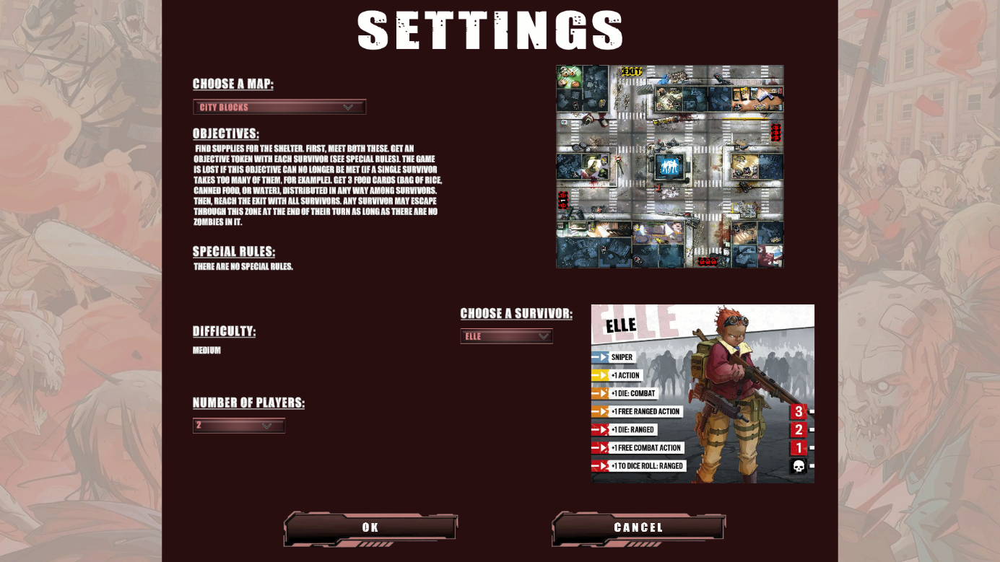 SETTINGS
CHOOSE A MAP:
CITY BLOCKS
EXIT
OBJECTIVES:
FIND SUPPLIES FOR THE SHELTER. FIRST, MEET BOTH THESE. GET AN
OBJECTIVE TOKEN WITH EACH SURVIVOR (SEE SPECIAL RULES). THE GAME
IS LOST IF THIS OBJECTIVE CAN NO LONGER BE MET (IF A SINGLE SURVIVOR
TAKES TOO MANY OF THEM, FOR EXAMPLE). GET 3 FOOD CARDS (BAG OF RICE,
CANNED FOOD, OR WATER), DISTRIBUTED IN ANY WAY AMONG SURVIVORS.
THEN, REACH THE EXIT WITH ALL SURVIVORS. ANY SURVIVOR MAY ESCAPE
THROUGH THIS ZONE AT THE END OF THEIR TURN AS LONG AS THERE ARE NO
ZOMBIES IN IT.
SPECIAL RULES:
THERE ARE NO SPECIAL RULES.
DIFFICULTY:
MEDIUM
NUMBER OF PLAYERS:
2
CHOOSE A SURVIVOR:
ELLE
ELLE
ELLE
SNIPER
+1 ACTION
+1 DIE: COMBAT
+1 FREE RANGED ACTION
+1 DIE: RANGED
+1 FREE COMBAT ACTION
+1 TO DICE ROLL: RANGED
3
2
1
OK
CANCEL